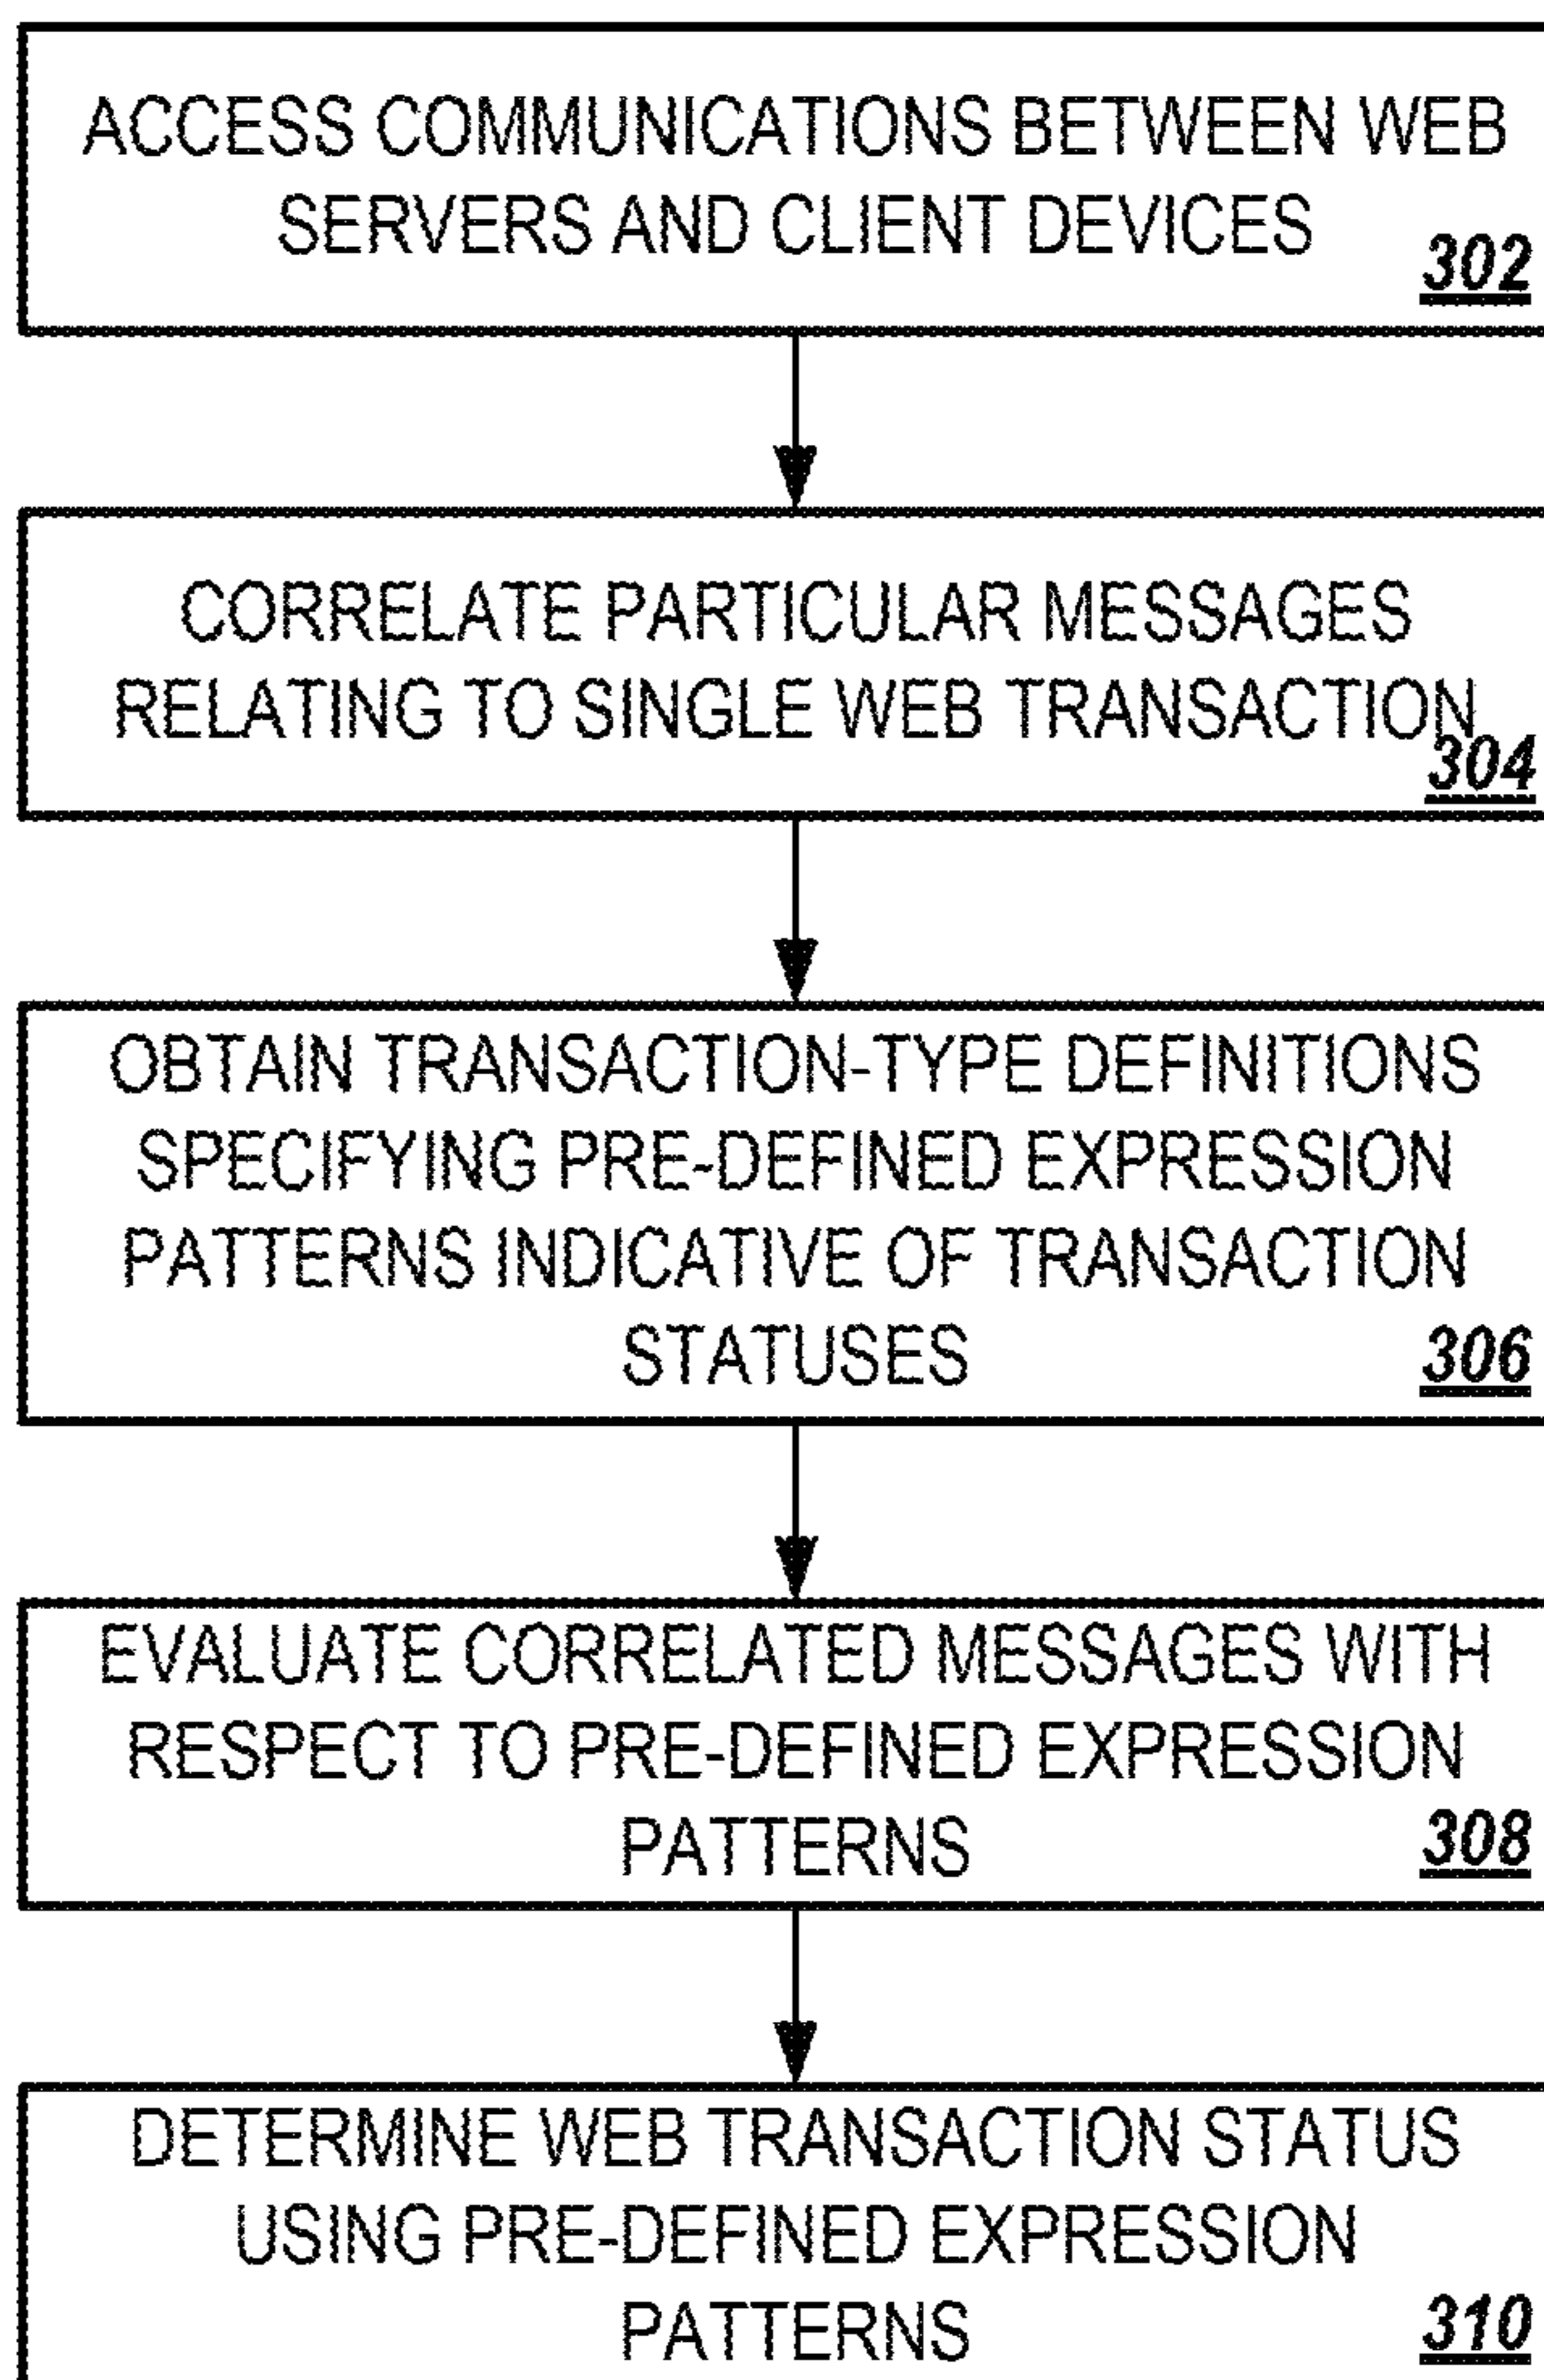 ACCESS COMMUNICATIONS BETWEEN WEB
SERVERS AND CLIENT DEVICES
302
CORRELATE PARTICULAR MESSAGES
RELATING TO SINGLE WEB TRANSACTION
304
OBTAIN TRANSACTION-TYPE DEFINITIONS
SPECIFYING PRE-DEFINED EXPRESSION
PATTERNS INDICATIVE OF TRANSACTION
STATUSES
306
EVALUATE CORRELATED MESSAGES WITH
RESPECT TO PRE-DEFINED EXPRESSION
PATTERNS
308
DETERMINE WEB TRANSACTION STATUS
USING PRE-DEFINED EXPRESSION
PATTERNS
310